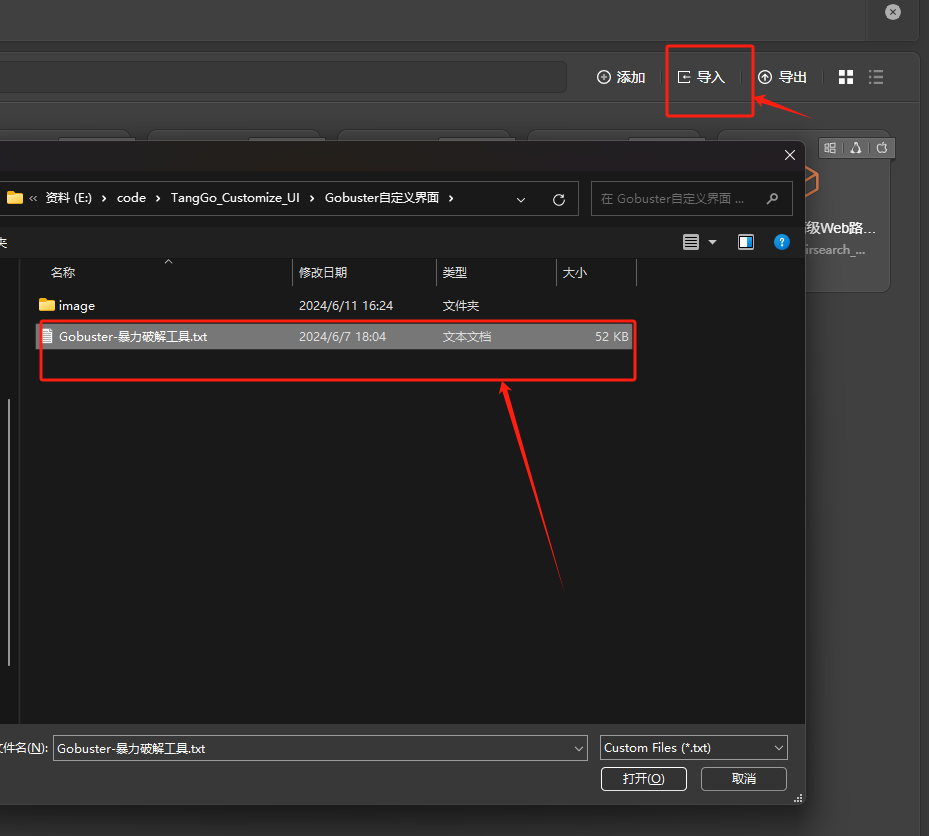 添加 导入 导出
资料 (E:) code TangGo_Customize_UI Gobuster自定义界面
在 Gobuster自定义界面 ...
级Web路...
irsearch_...
名称 修改日期 类型 大小
image 2024/6/11 16:24 文件夹
Gobuster-暴力破解工具.txt 2024/6/7 18:04 文本文档 52 KB
件名(N): Gobuster-暴力破解工具.txt Custom Files (*.txt)
打开(O) 取消